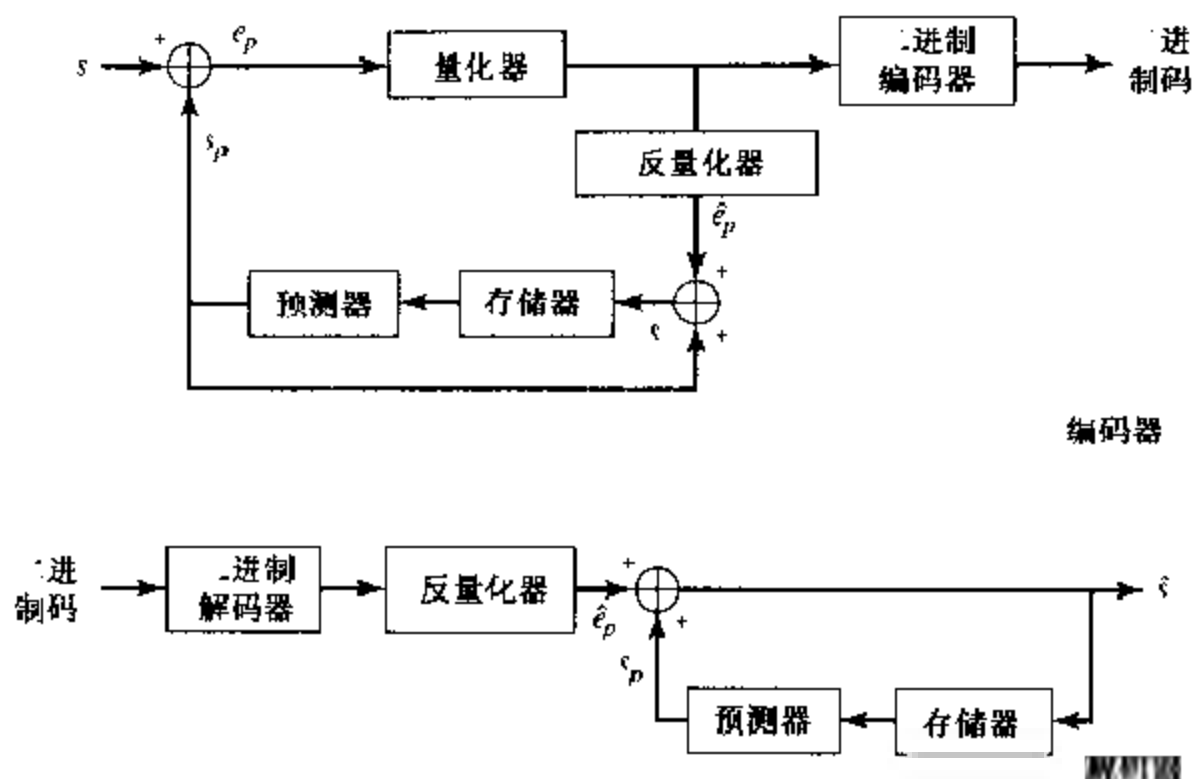 +
e_p
s
量化器
进制
编码器
进
制码
s_p
反量化器
ê_p
+
预测器
存储器
+
编码器
进
制码
进制
解码器
反量化器
+
ê_p
+
预测器
存储器